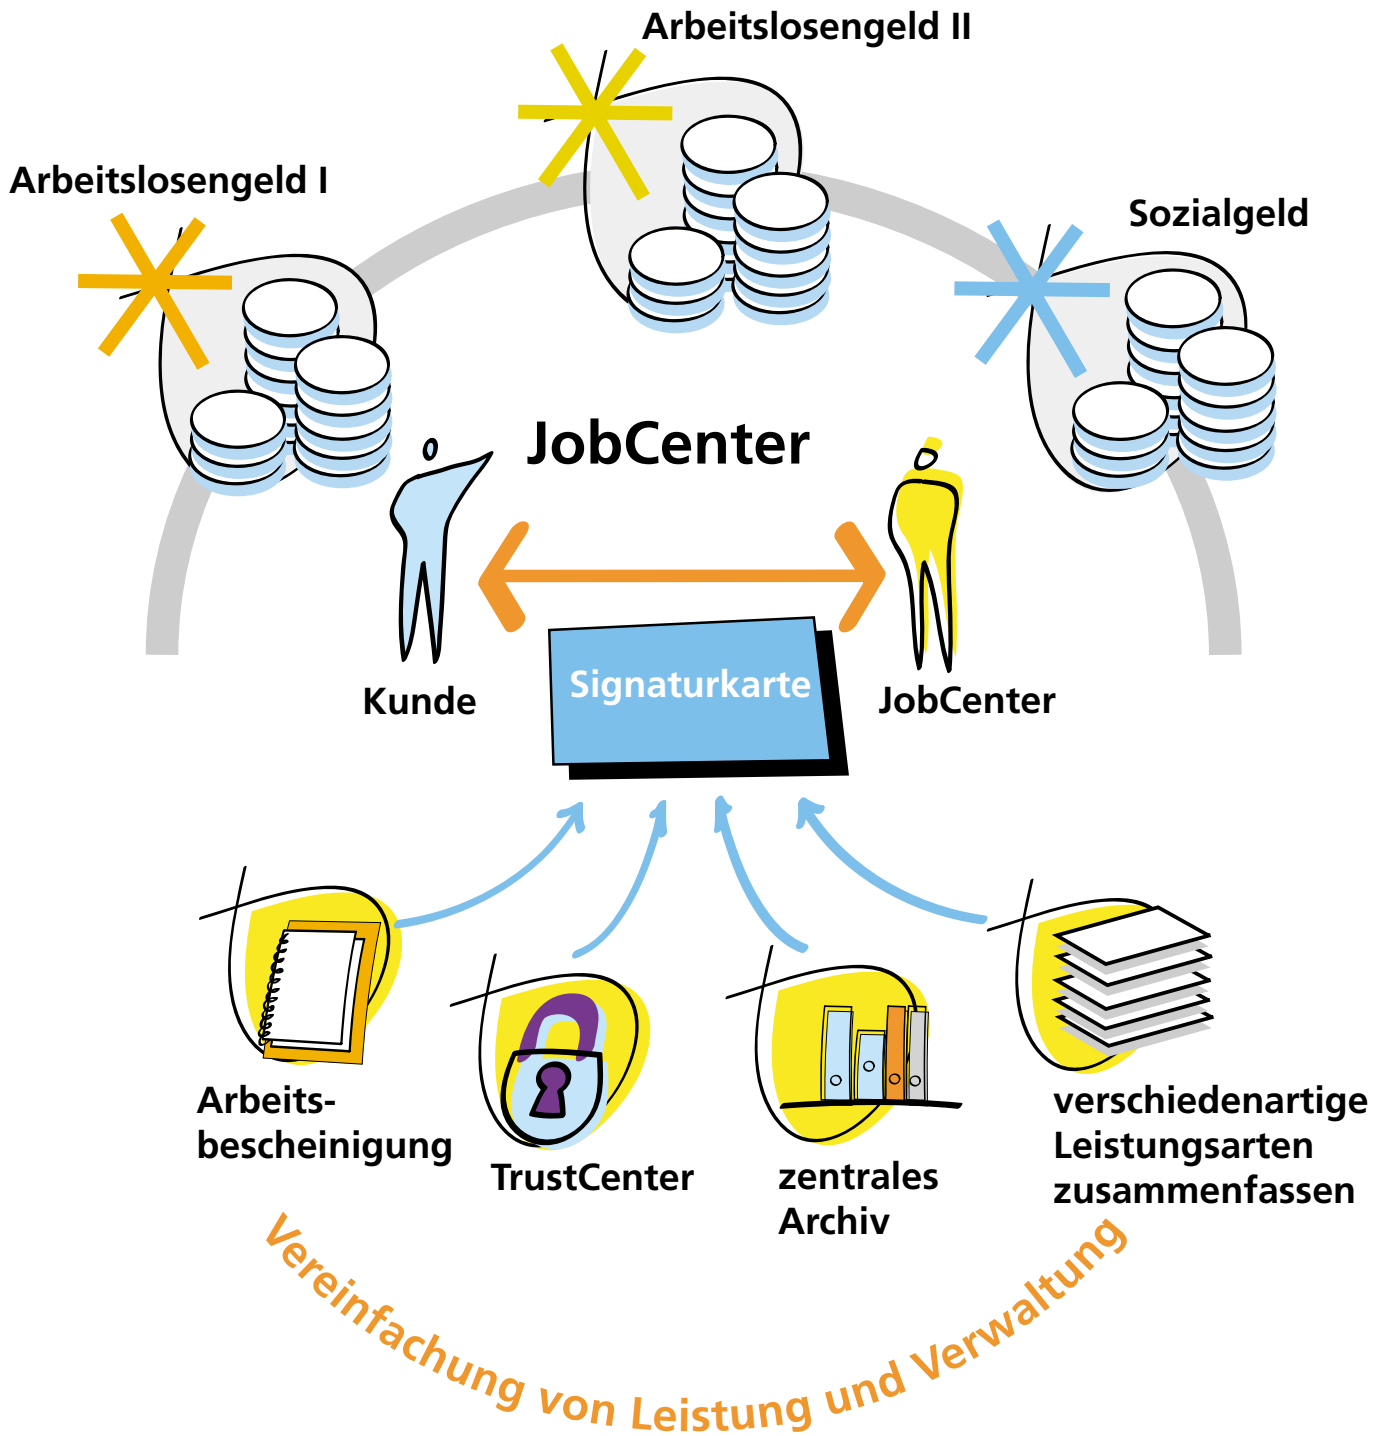 Arbeitslosengeld II
Arbeitslosengeld I
Sozialgeld
JobCenter
Kunde
Signaturkarte
JobCenter
Arbeits-
bescheinigung
TrustCenter
zentrales
Archiv
verschiedenartige
Leistungsarten
zusammenfassen
Vereinfachung von Leistung und Verwaltung